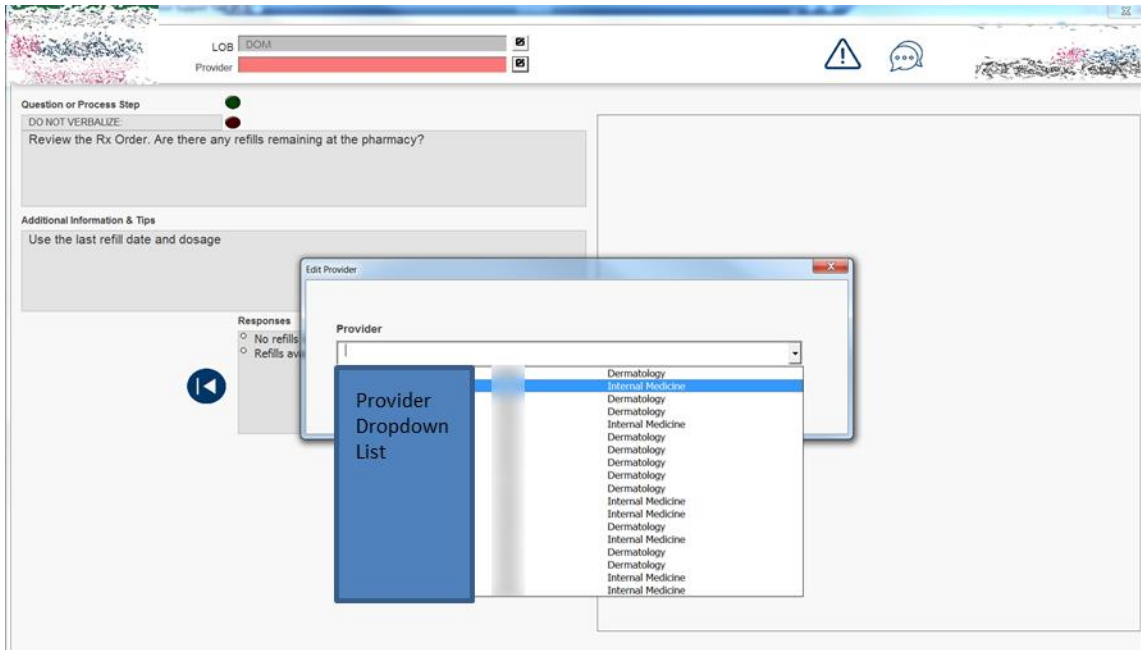 LOB DOM
Provider
Question or Process Step
DO NOT VERBALIZE:
Review the Rx Order. Are there any refills remaining at the pharmacy?
Additional Information & Tips
Use the last refill date and dosage
Edit Provider
Provider
Responses
No refills
Refills
Provider
Dropdown
List
Dermatology
Internal Medicine
Dermatology
Dermatology
Internal Medicine
Dermatology
Dermatology
Dermatology
Dermatology
Dermatology
Internal Medicine
Internal Medicine
Dermatology
Internal Medicine
Dermatology
Dermatology
Internal Medicine
Internal Medicine